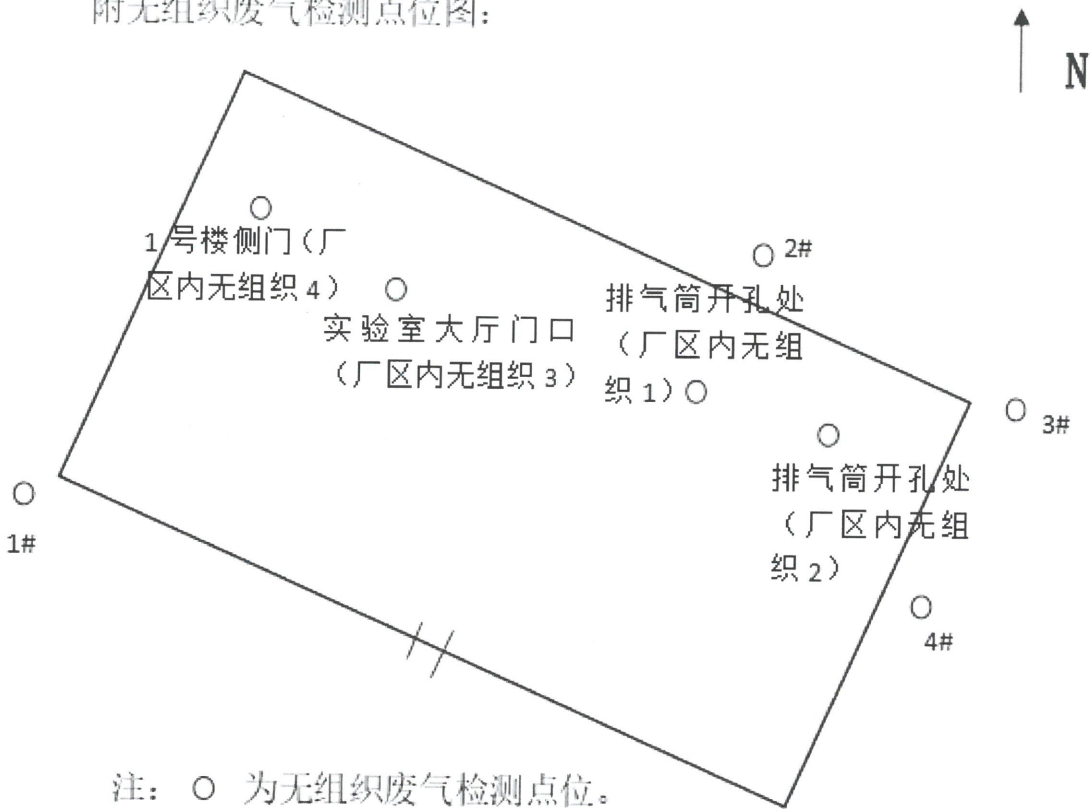 附无组织废气检测点位图：
N
1 号楼侧门（厂
区内无组织 4）
实验室大厅门口
（厂区内无组织 3）
2#
排气筒开孔处
（厂区内无组
织 1）
3#
排气筒开孔处
（厂区内无组
织 2）
1#
4#
注： ○ 为无组织废气检测点位。